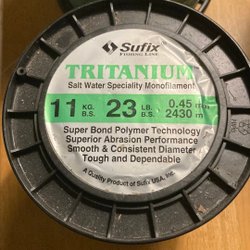 Sufix
FISHING LINE
TRITANIUM
Salt Water Speciality Monofilament
11 KG. B.S. 23 LB. B.S. 0.45 mm 2430 m
Super Bond Polymer Technology
Superior Abrasion Performance
Smooth & Consistent Diameter
Tough and Dependable
A Quality Product of Sufix USA, Inc.